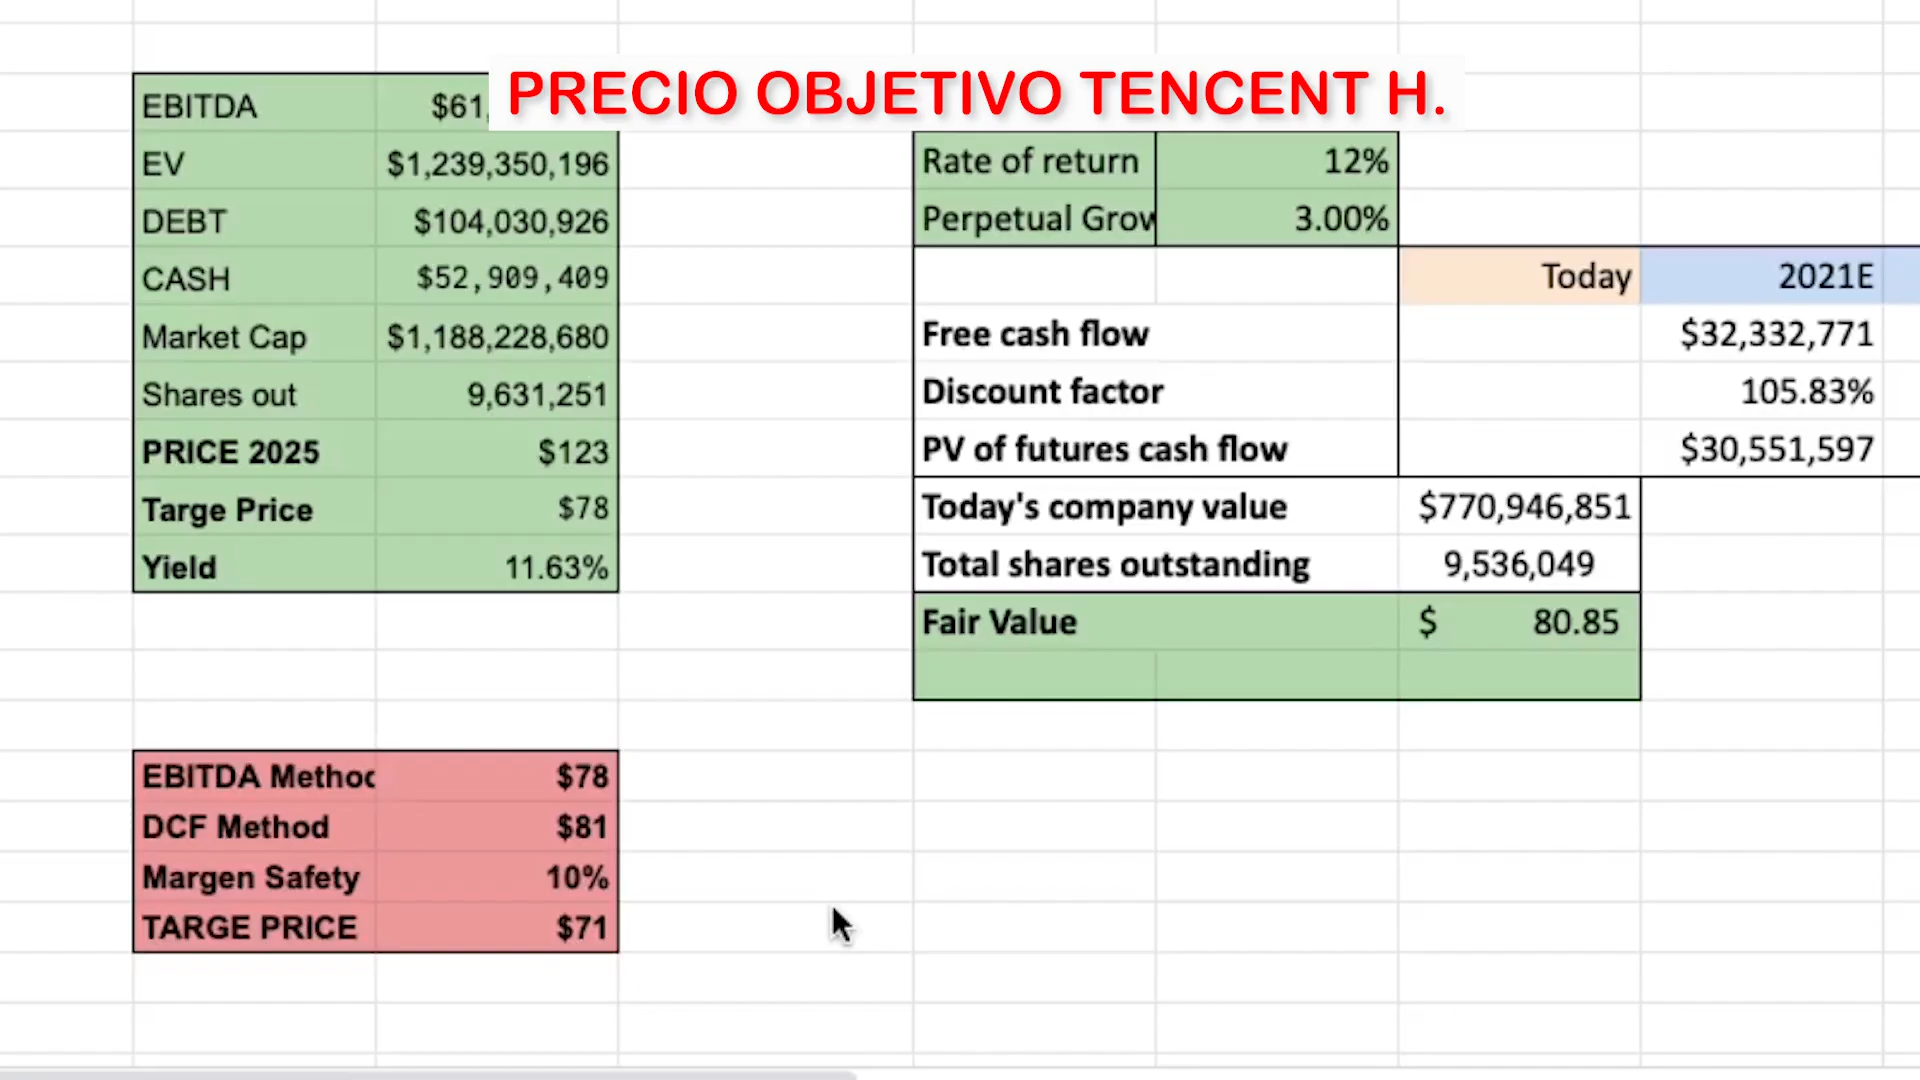 PRECIO OBJETIVO TENCENT H.
EBITDA $61,
EV $1,239,350,196
DEBT $104,030,926
CASH $52,909,409
Market Cap $1,188,228,680
Shares out 9,631,251
PRICE 2025 $123
Targe Price $78
Yield 11.63%
Rate of return 12%
Perpetual Grow 3.00%
Today 2021E
Free cash flow $32,332,771
Discount factor 105.83%
PV of futures cash flow $30,551,597
Today's company value $770,946,851
Total shares outstanding 9,536,049
Fair Value $ 80.85
EBITDA Method $78
DCF Method $81
Margen Safety 10%
TARGE PRICE $71